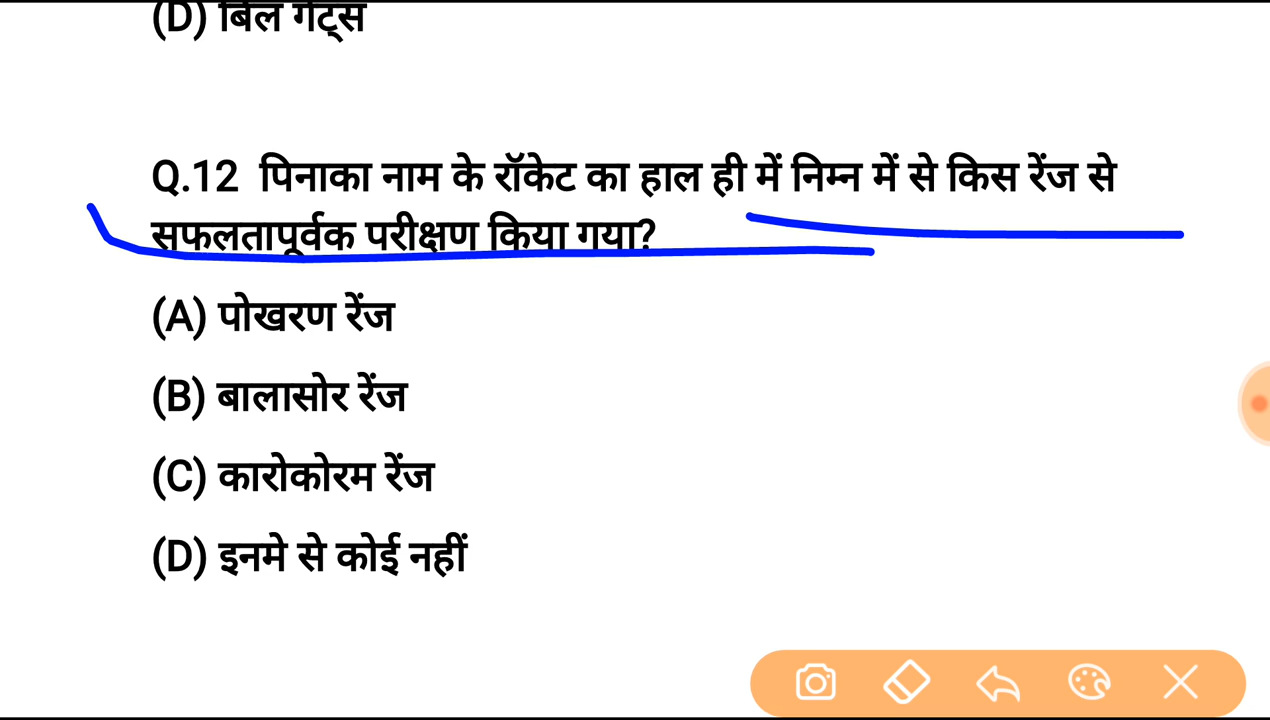 (D) बिल गेट्स
Q.12 पिनाका नाम के रॉकेट का हाल ही में निम्न में से किस रेंज से
सफलतापूर्वक परीक्षण किया गया?
(A) पोखरण रेंज
(B) बालासोर रेंज
(C) कारोकोरम रेंज
(D) इनमे से कोई नहीं